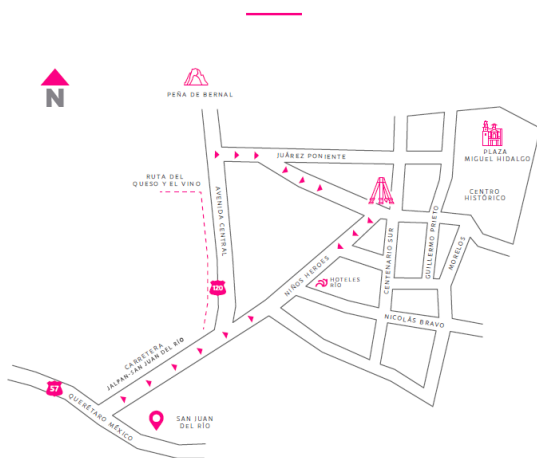 N
PEÑA DE BERNAL
JUÁREZ PONIENTE
PLAZA
MIGUEL HIDALGO
RUTA DEL
QUESO Y EL VINO
CENTRO
HISTÓRICO
AVENIDA CENTRAL
CENTENARIO SUR
GUILLERMO PRIETO
MORELOS
NIÑOS HEROES
HOTELES
RÍO
120
NICOLÁS BRAVO
CARRETERA
JALPAN-SAN JUAN DEL RÍO
57
QUERÉTARO MÉXICO
SAN JUAN
DEL RÍO